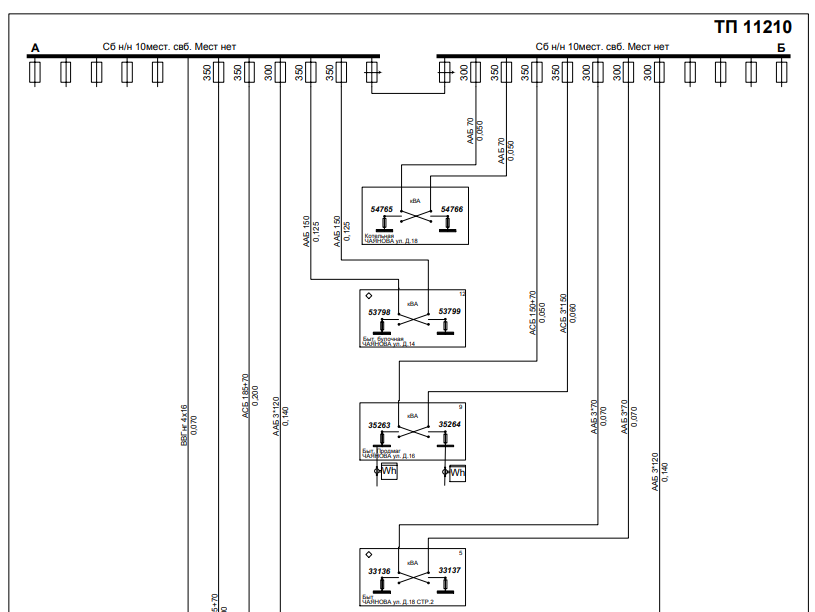 ТП 11210
А
Сб н/н 10мест. свб. Мест нет
Сб н/н 10мест. свб. Мест нет
Б
350
350
300
350
350
300
350
350
350
300
300
300
ААБ 70
0,050
ААБ 70
0,050
кВА
54765
54766
Котельная
ЧАЯНОВА ул. Д.18
ААБ 150
0,125
ААБ 150
0,125
12
кВА
53798
53799
Быт. булочная
ЧАЯНОВА ул. Д.14
АСБ 150+70
0,050
АСБ 3*150
0,060
ВВГнг 4х16
0,070
АСБ 185+70
0,200
ААБ 3*120
0,140
9
кВА
35263
35264
Быт. Продмаг
ЧАЯНОВА ул. Д.16
Wh
Wh
ААБ 3*70
0,070
ААБ 3*70
0,070
ААБ 3*120
0,140
5
кВА
33136
33137
Быт.
ЧАЯНОВА ул. Д.18 СТР.2
5+70